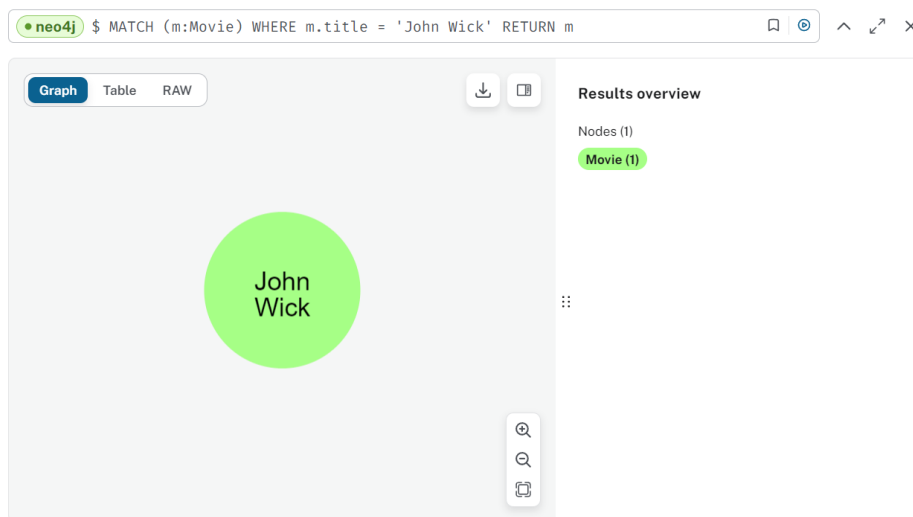 neo4j $ MATCH (m:Movie) WHERE m.title = 'John Wick' RETURN m
Graph Table RAW
John
Wick
Results overview
Nodes (1)
Movie (1)